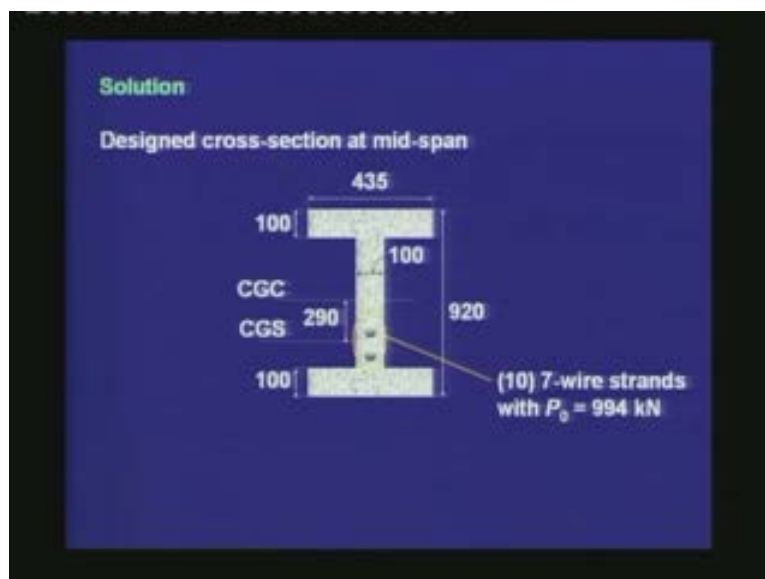 Solution
Designed cross-section at mid-span
435
100
100
CGC
290
920
CGS
100
(10) 7-wire strands
with P0 = 994 kN